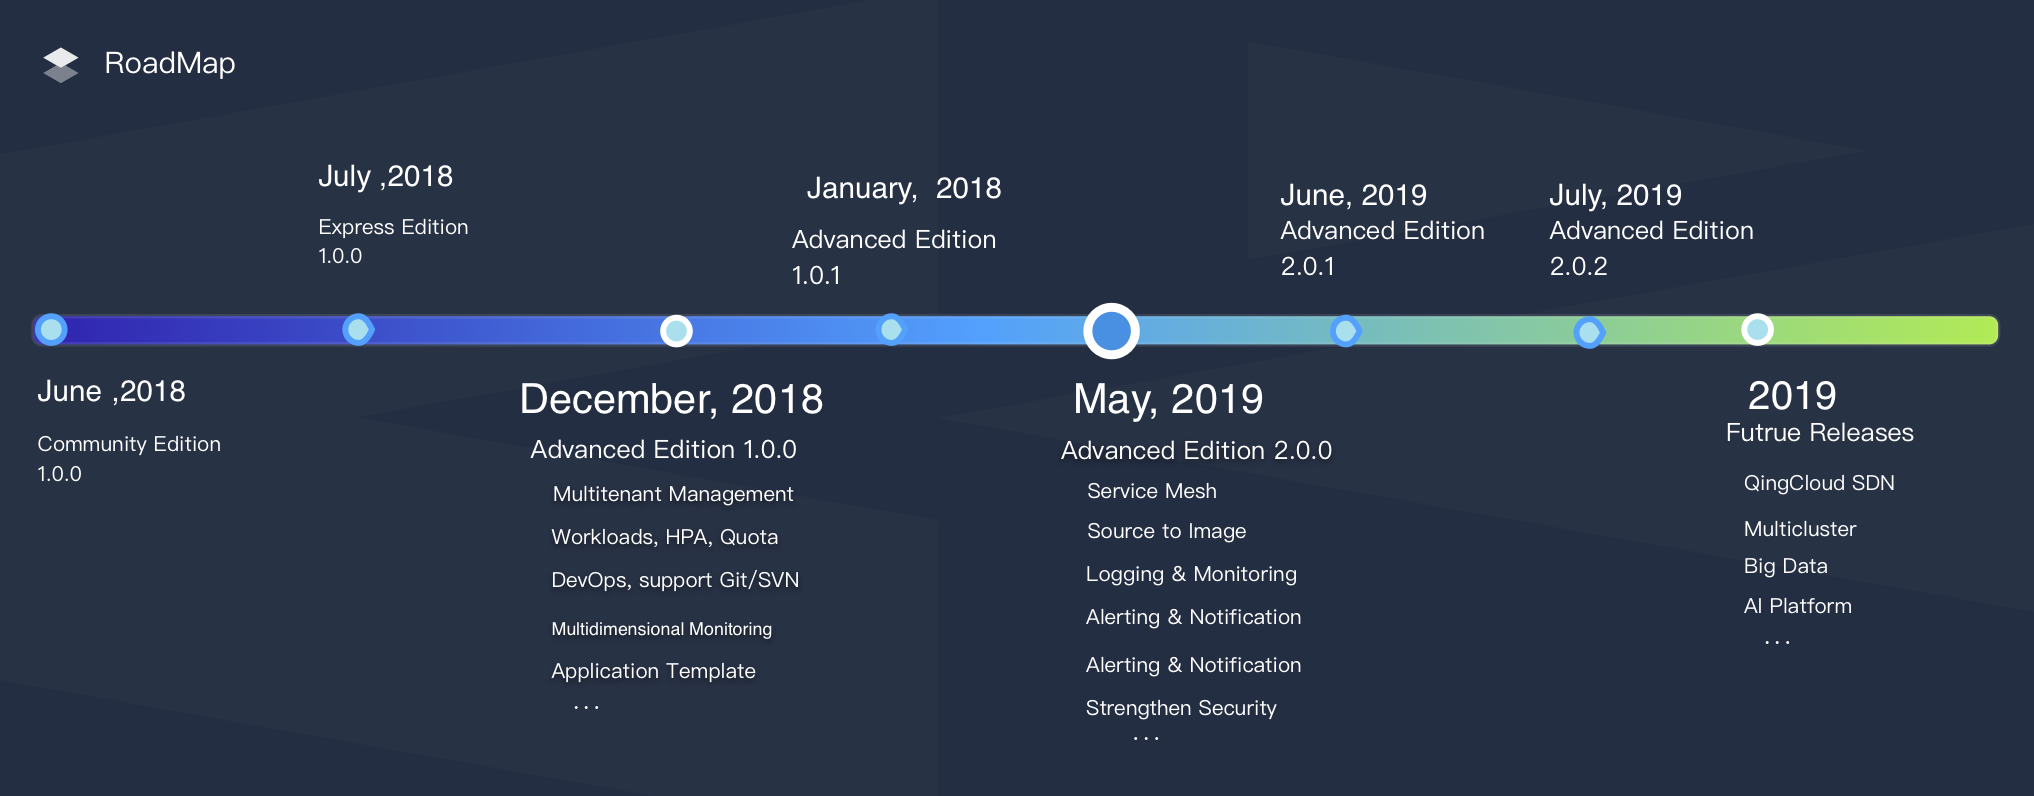 RoadMap
July ,2018
Express Edition
1.0.0
January,  2018
Advanced Edition
1.0.1
June, 2019
Advanced Edition
2.0.1
July, 2019
Advanced Edition
2.0.2
June ,2018
Community Edition
1.0.0
December, 2018
Advanced Edition 1.0.0
Multitenant Management
Workloads, HPA, Quota
DevOps, support Git/SVN
Multidimensional Monitoring
Application Template
...
May, 2019
Advanced Edition 2.0.0
Service Mesh
Source to Image
Logging & Monitoring
Alerting & Notification
Alerting & Notification
Strengthen Security
...
2019
Futrue Releases
QingCloud SDN
Multicluster
Big Data
AI Platform
...